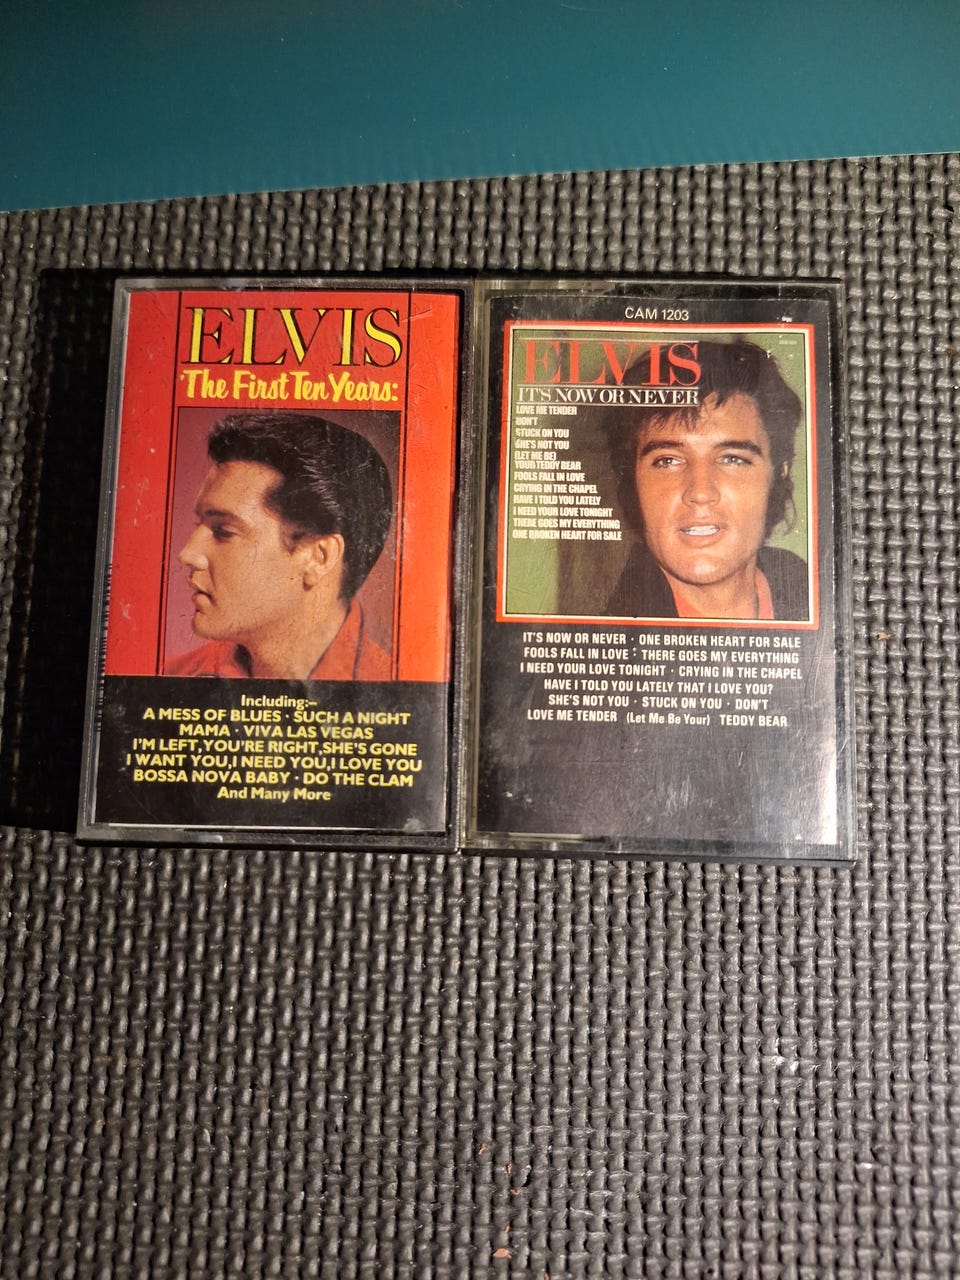 ELVIS
The First Ten Years:
Including:–
A MESS OF BLUES · SUCH A NIGHT
MAMA · VIVA LAS VEGAS
I'M LEFT, YOU'RE RIGHT, SHE'S GONE
I WANT YOU, I NEED YOU, I LOVE YOU
BOSSA NOVA BABY · DO THE CLAM
And Many More
CAM 1203
ELVIS
IT'S NOW OR NEVER
LOVE ME TENDER
DON'T
STUCK ON YOU
SHE'S NOT YOU
(LET ME BE)
YOUR TEDDY BEAR
FOOLS FALL IN LOVE
CRYING IN THE CHAPEL
HAVE I TOLD YOU LATELY
I NEED YOUR LOVE TONIGHT
THERE GOES MY EVERYTHING
ONE BROKEN HEART FOR SALE
IT'S NOW OR NEVER · ONE BROKEN HEART FOR SALE
FOOLS FALL IN LOVE · THERE GOES MY EVERYTHING
I NEED YOUR LOVE TONIGHT · CRYING IN THE CHAPEL
HAVE I TOLD YOU LATELY THAT I LOVE YOU?
SHE'S NOT YOU · STUCK ON YOU · DON'T
LOVE ME TENDER (Let Me Be Your) TEDDY BEAR